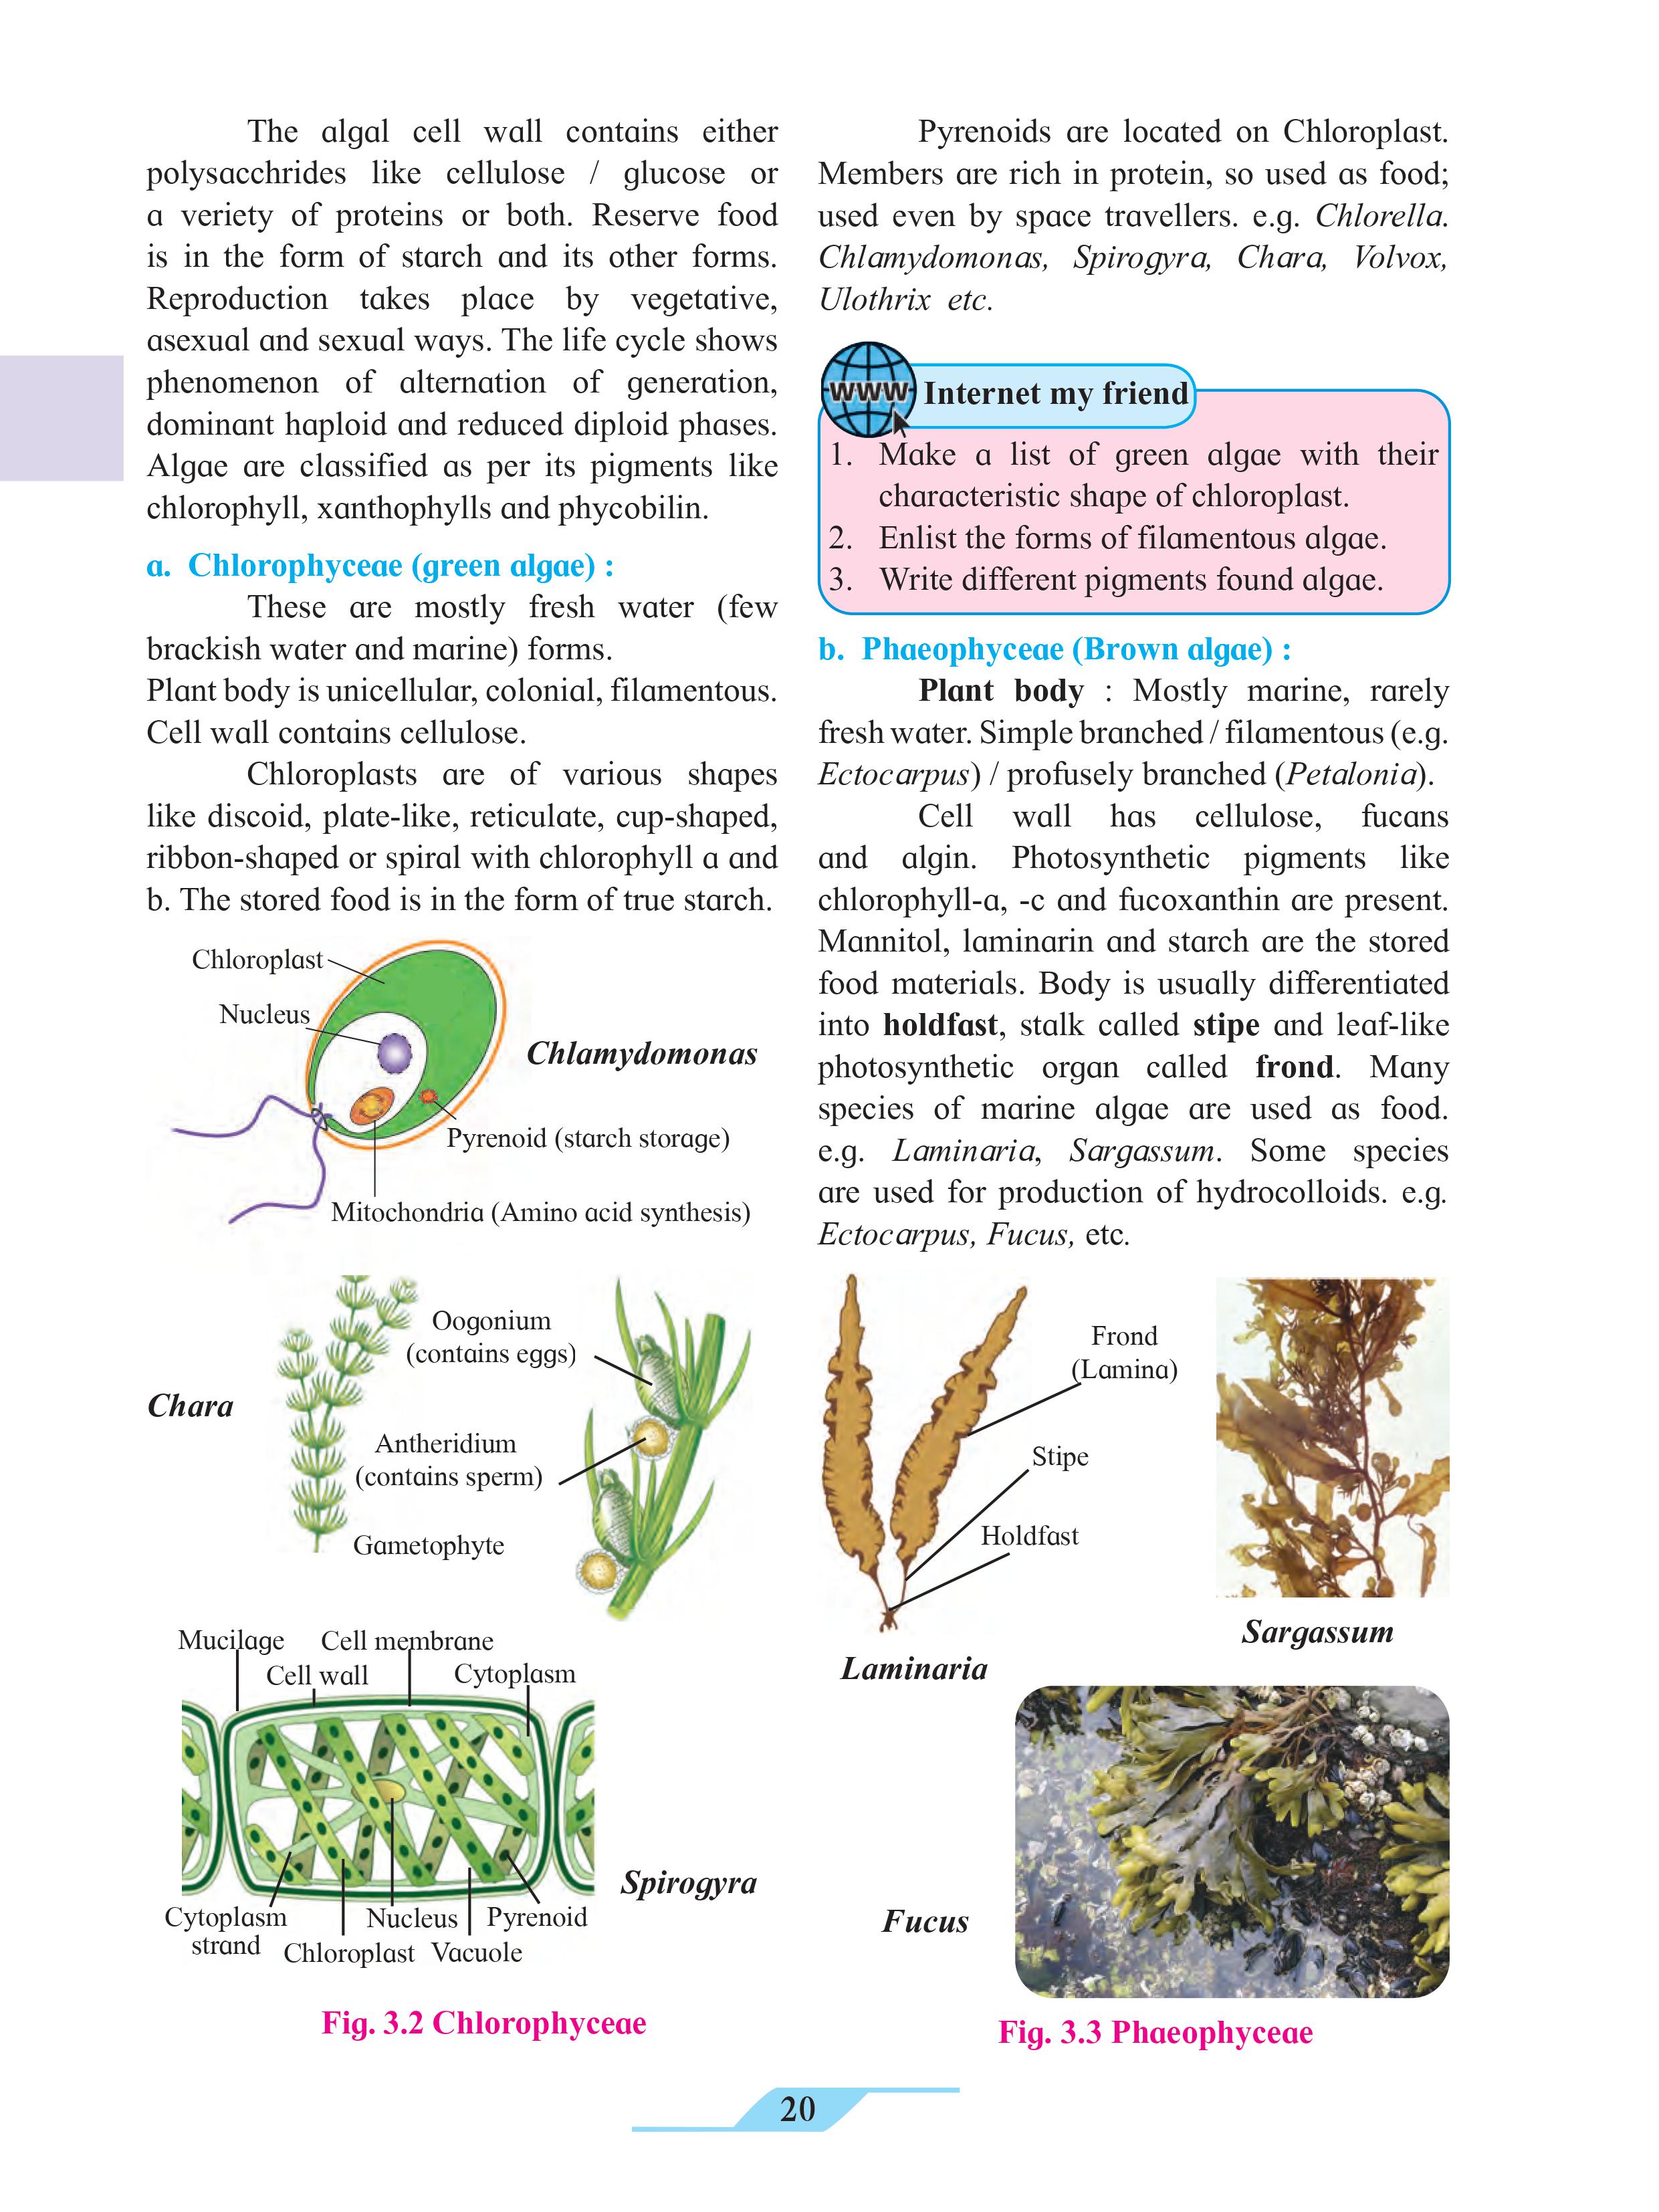 The algal cell wall contains either
polysacchrides like cellulose / glucose or
a veriety of proteins or both. Reserve food
is in the form of starch and its other forms.
Reproduction takes place by vegetative,
asexual and sexual ways. The life cycle shows
phenomenon of alternation of generation,
dominant haploid and reduced diploid phases.
Algae are classified as per its pigments like
chlorophyll, xanthophylls and phycobilin.
a. Chlorophyceae (green algae) :
These are mostly fresh water (few
brackish water and marine) forms.
Plant body is unicellular, colonial, filamentous.
Cell wall contains cellulose.
Chloroplasts are of various shapes
like discoid, plate-like, reticulate, cup-shaped,
ribbon-shaped or spiral with chlorophyll a and
b. The stored food is in the form of true starch.
Chloroplast
Nucleus
Chlamydomonas
Pyrenoid (starch storage)
Mitochondria (Amino acid synthesis)
Oogonium
(contains eggs)
Chara
Antheridium
(contains sperm)
Gametophyte
Mucilage Cell membrane
Cell wall Cytoplasm
Spirogyra
Cytoplasm
strand
Nucleus Pyrenoid
Chloroplast Vacuole
Fig. 3.2 Chlorophyceae
Pyrenoids are located on Chloroplast.
Members are rich in protein, so used as food;
used even by space travellers. e.g. Chlorella.
Chlamydomonas, Spirogyra, Chara, Volvox,
Ulothrix etc.
www Internet my friend
1. Make a list of green algae with their
characteristic shape of chloroplast.
2. Enlist the forms of filamentous algae.
3. Write different pigments found algae.
b. Phaeophyceae (Brown algae) :
Plant body : Mostly marine, rarely
fresh water. Simple branched / filamentous (e.g.
Ectocarpus) / profusely branched (Petalonia).
Cell wall has cellulose, fucans
and algin. Photosynthetic pigments like
chlorophyll-a, -c and fucoxanthin are present.
Mannitol, laminarin and starch are the stored
food materials. Body is usually differentiated
into holdfast, stalk called stipe and leaf-like
photosynthetic organ called frond. Many
species of marine algae are used as food.
e.g. Laminaria, Sargassum. Some species
are used for production of hydrocolloids. e.g.
Ectocarpus, Fucus, etc.
Frond
(Lamina)
Stipe
Holdfast
Sargassum
Laminaria
Fucus
Fig. 3.3 Phaeophyceae
20